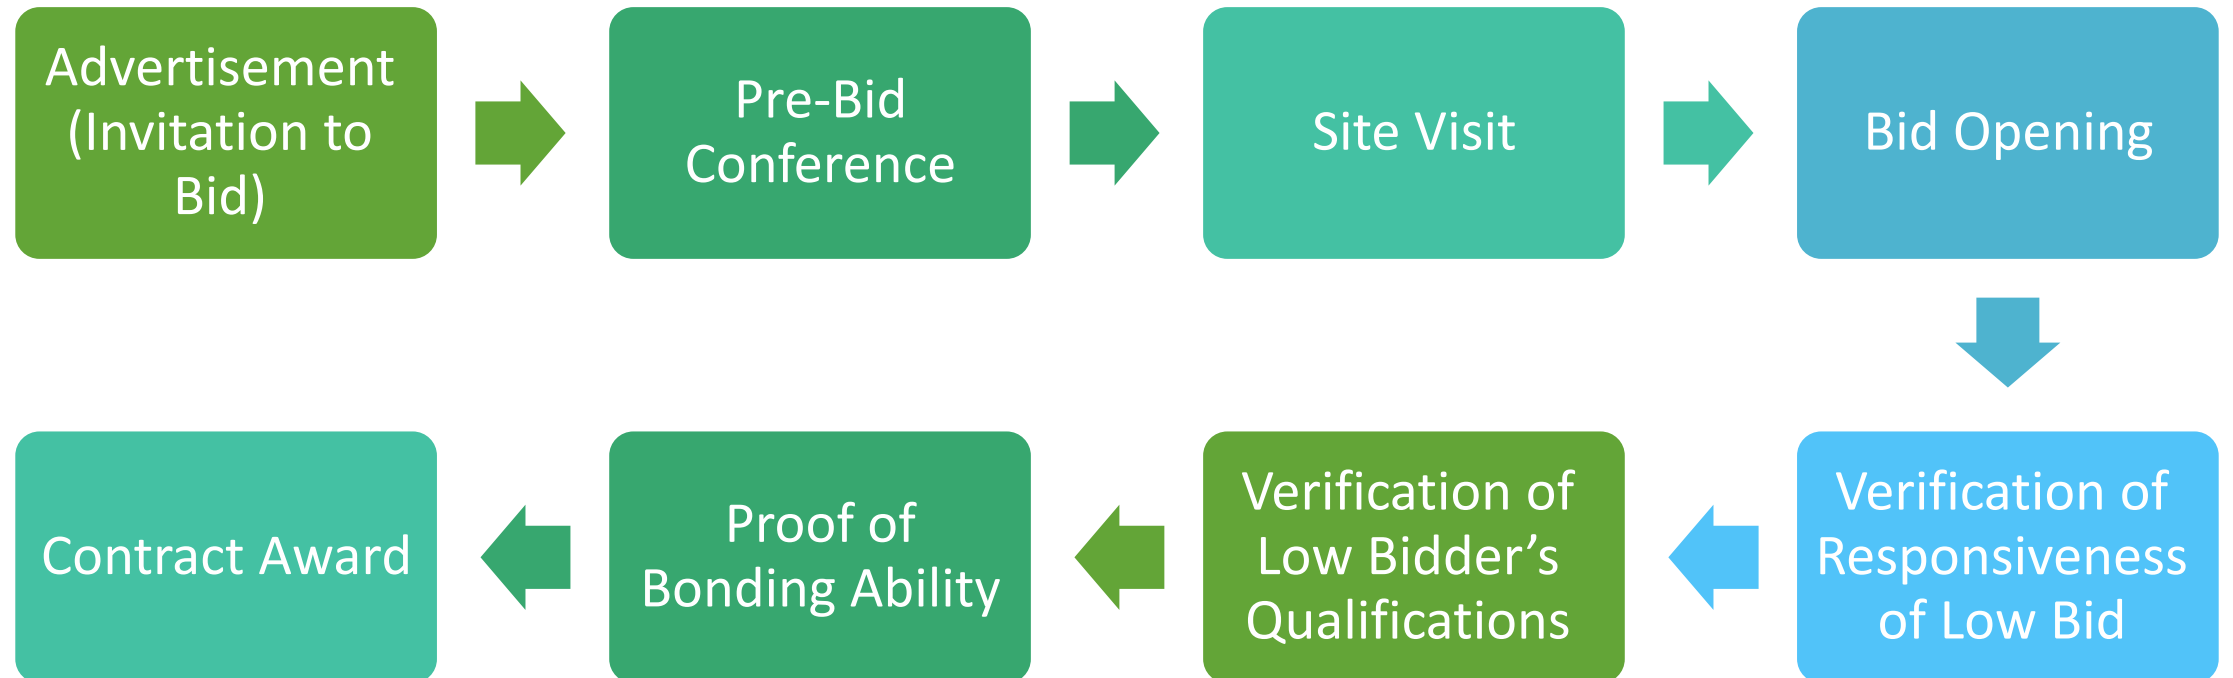 Advertisement
(Invitation to
Bid)
Pre-Bid
Conference
Site Visit
Bid Opening
Verification of
Responsiveness
of Low Bid
Verification of
Low Bidder’s
Qualifications
Proof of
Bonding Ability
Contract Award